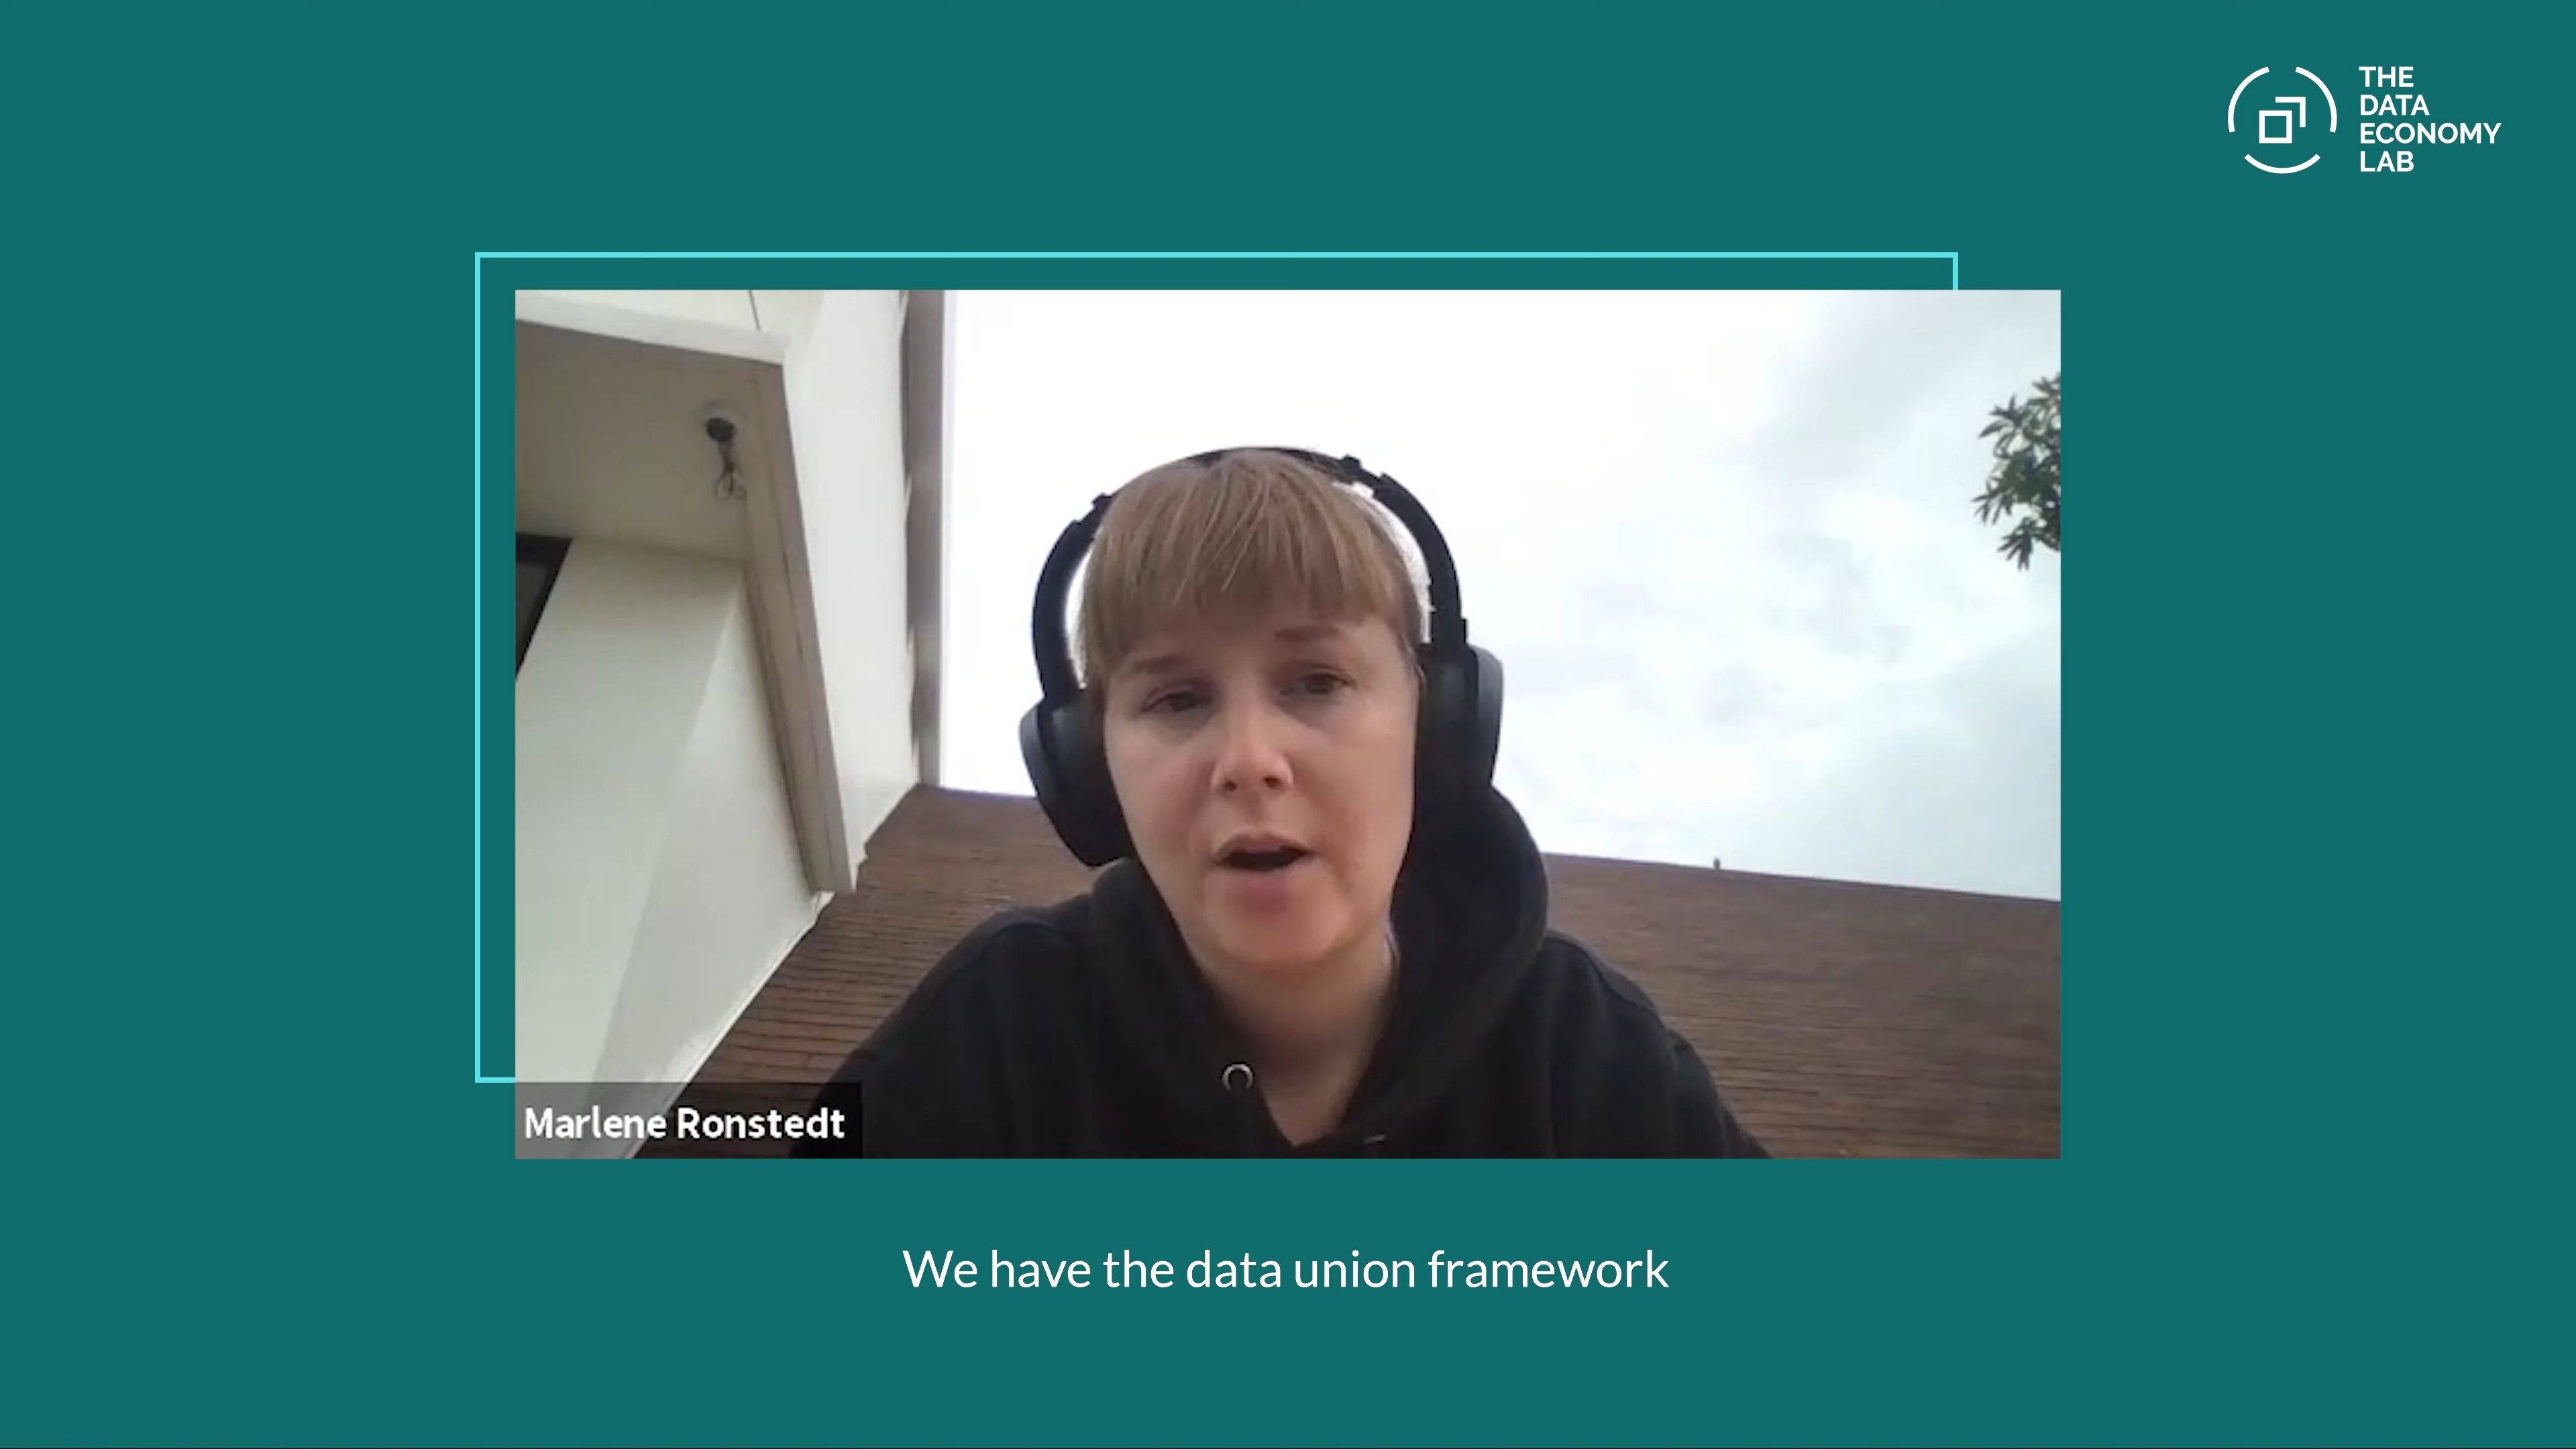 THE
DATA
ECONOMY
LAB
Marlene Ronstedt
We have the data union framework